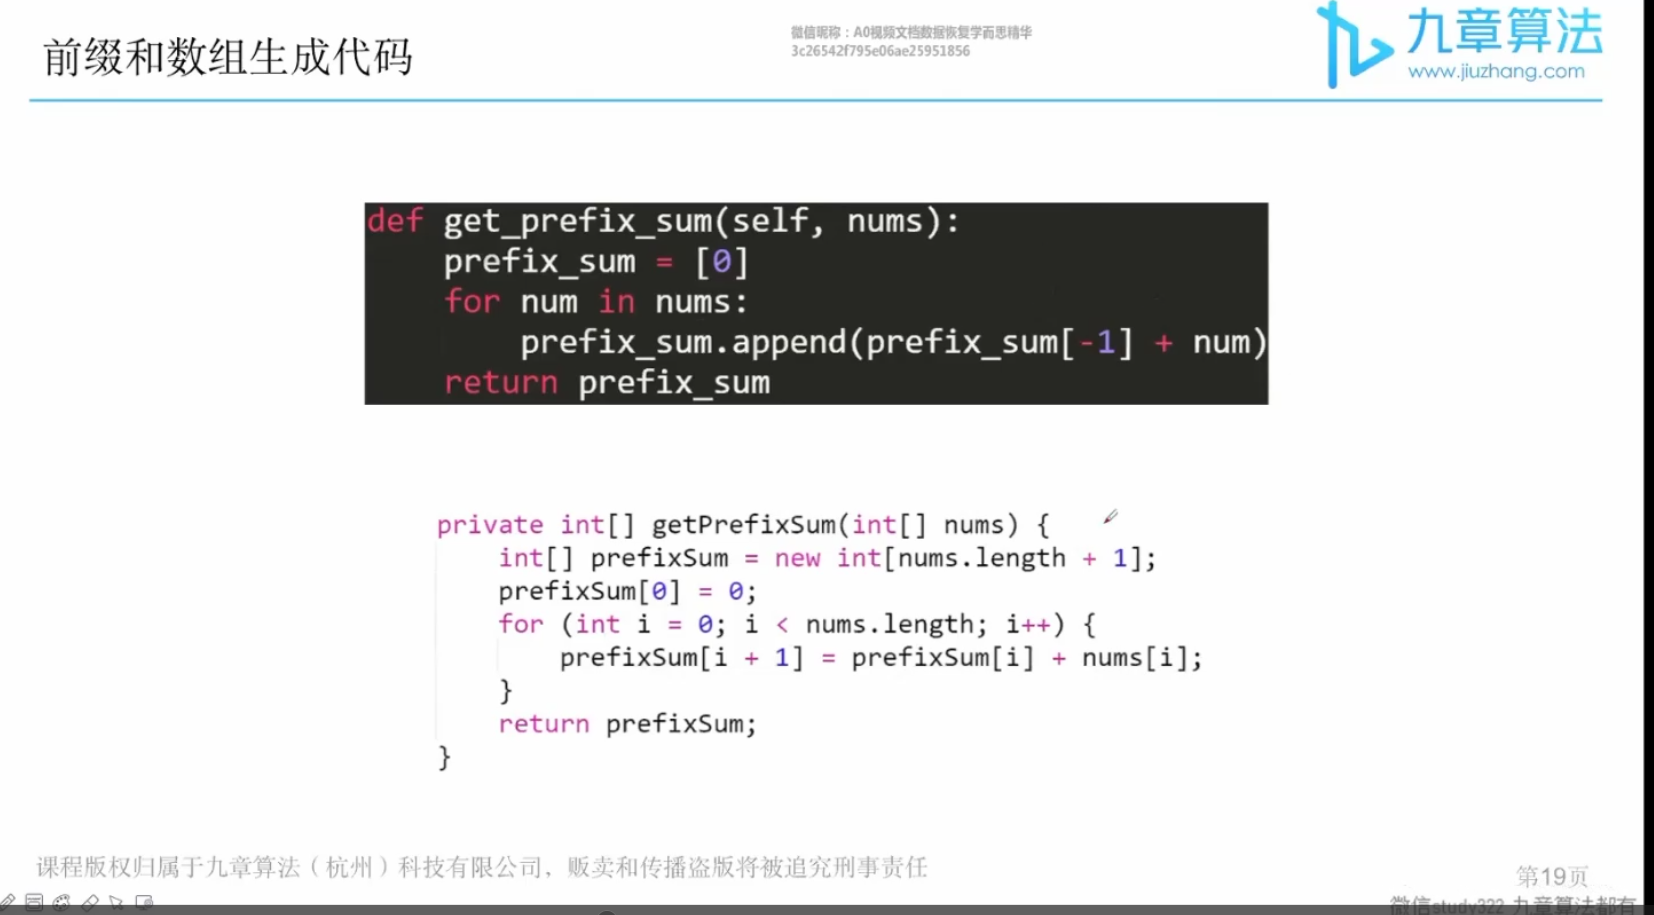 前缀和数组生成代码
微信昵称：A0视频文档数据恢复学而思精华
3c26542f795e06ae25951856
九章算法
www.jiuzhang.com
def get_prefix_sum(self, nums):
    prefix_sum = [0]
    for num in nums:
        prefix_sum.append(prefix_sum[-1] + num)
    return prefix_sum
private int[] getPrefixSum(int[] nums) {
    int[] prefixSum = new int[nums.length + 1];
    prefixSum[0] = 0;
    for (int i = 0; i < nums.length; i++) {
        prefixSum[i + 1] = prefixSum[i] + nums[i];
    }
    return prefixSum;
}
课程版权归属于九章算法（杭州）科技有限公司，贩卖和传播盗版将被追究刑事责任
第19页
微信study322 九章算法都有